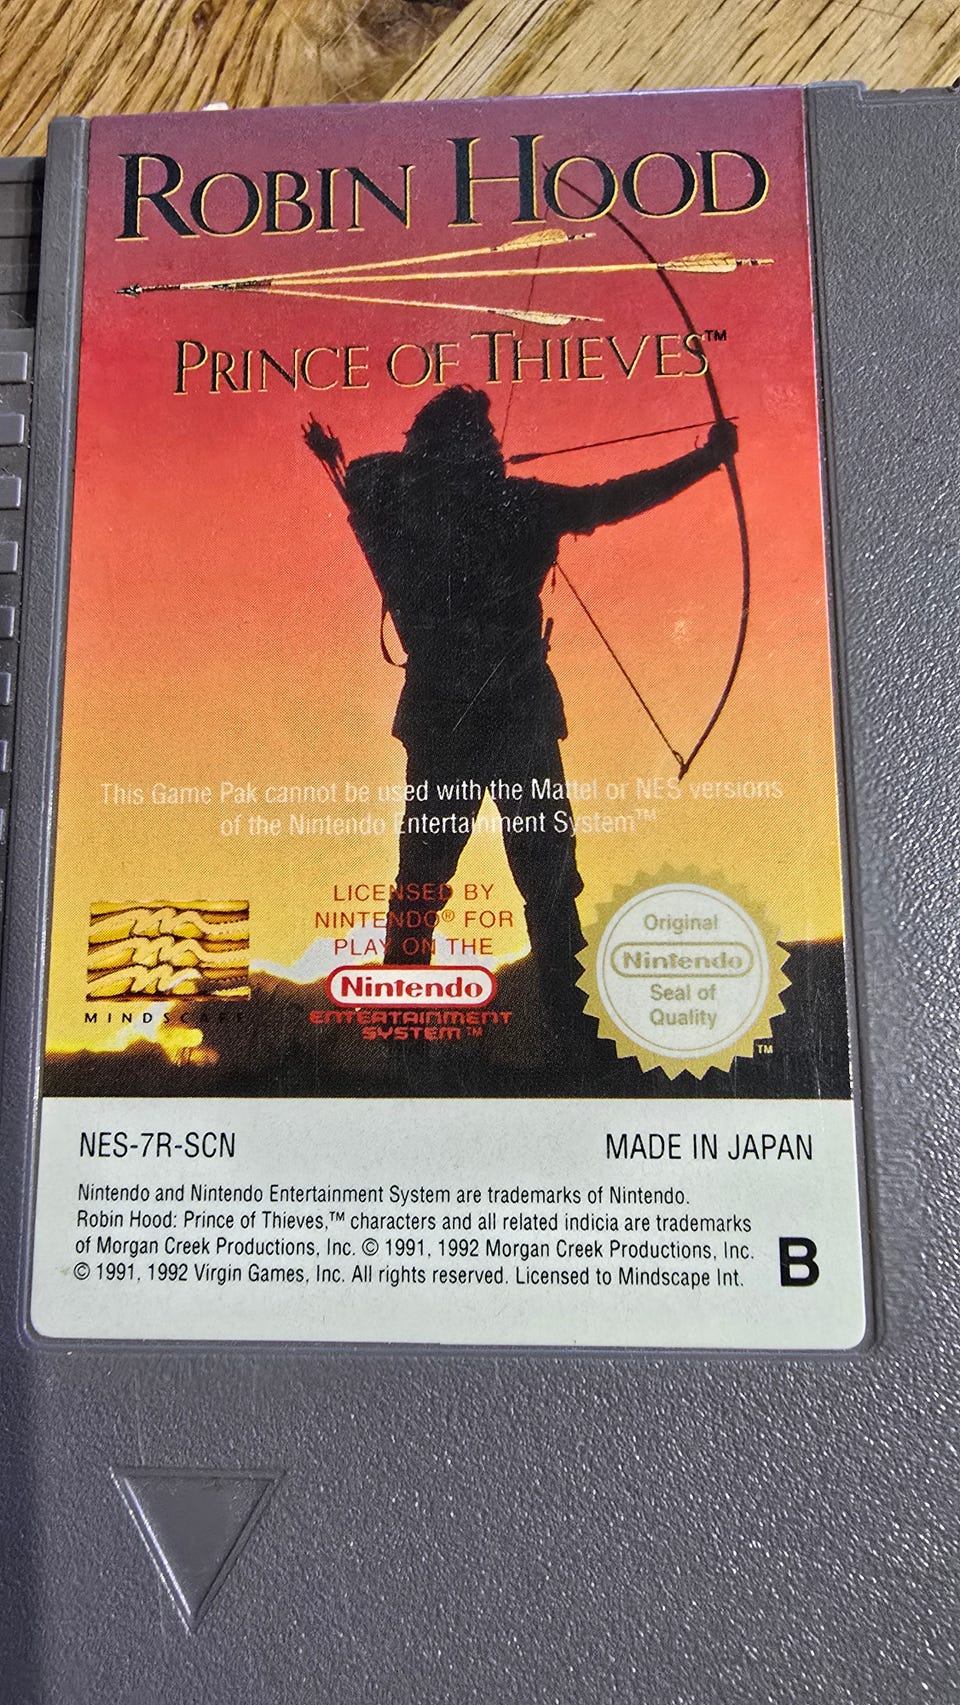 ROBIN HOOD
PRINCE OF THIEVES™
This Game Pak cannot be used with the Mattel or NES versions
of the Nintendo Entertainment System™
LICENSED BY
NINTENDO® FOR
PLAY ON THE
Nintendo
ENTERTAINMENT
SYSTEM™
MINDSCAPE
Original
Nintendo
Seal of
Quality
TM
NES-7R-SCN
MADE IN JAPAN
Nintendo and Nintendo Entertainment System are trademarks of Nintendo.
Robin Hood: Prince of Thieves,™ characters and all related indicia are trademarks
of Morgan Creek Productions, Inc. © 1991, 1992 Morgan Creek Productions, Inc.
© 1991, 1992 Virgin Games, Inc. All rights reserved. Licensed to Mindscape Int.
B